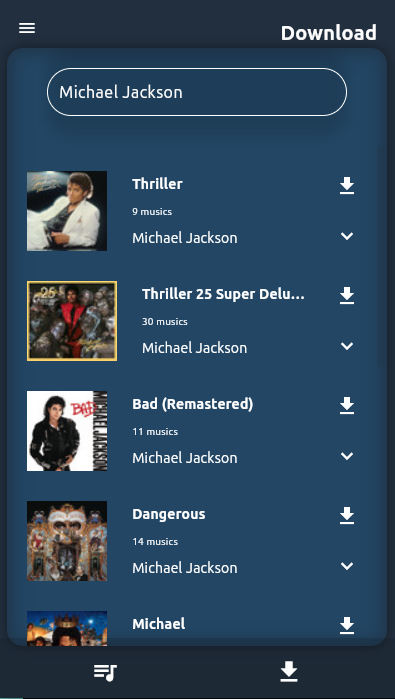 Download
Michael Jackson
Thriller
9 musics
Michael Jackson
25
Thriller 25 Super Delu...
30 musics
Michael Jackson
BAD
MICHAEL JACKSON
Bad (Remastered)
11 musics
Michael Jackson
Dangerous
14 musics
Michael Jackson
Michael